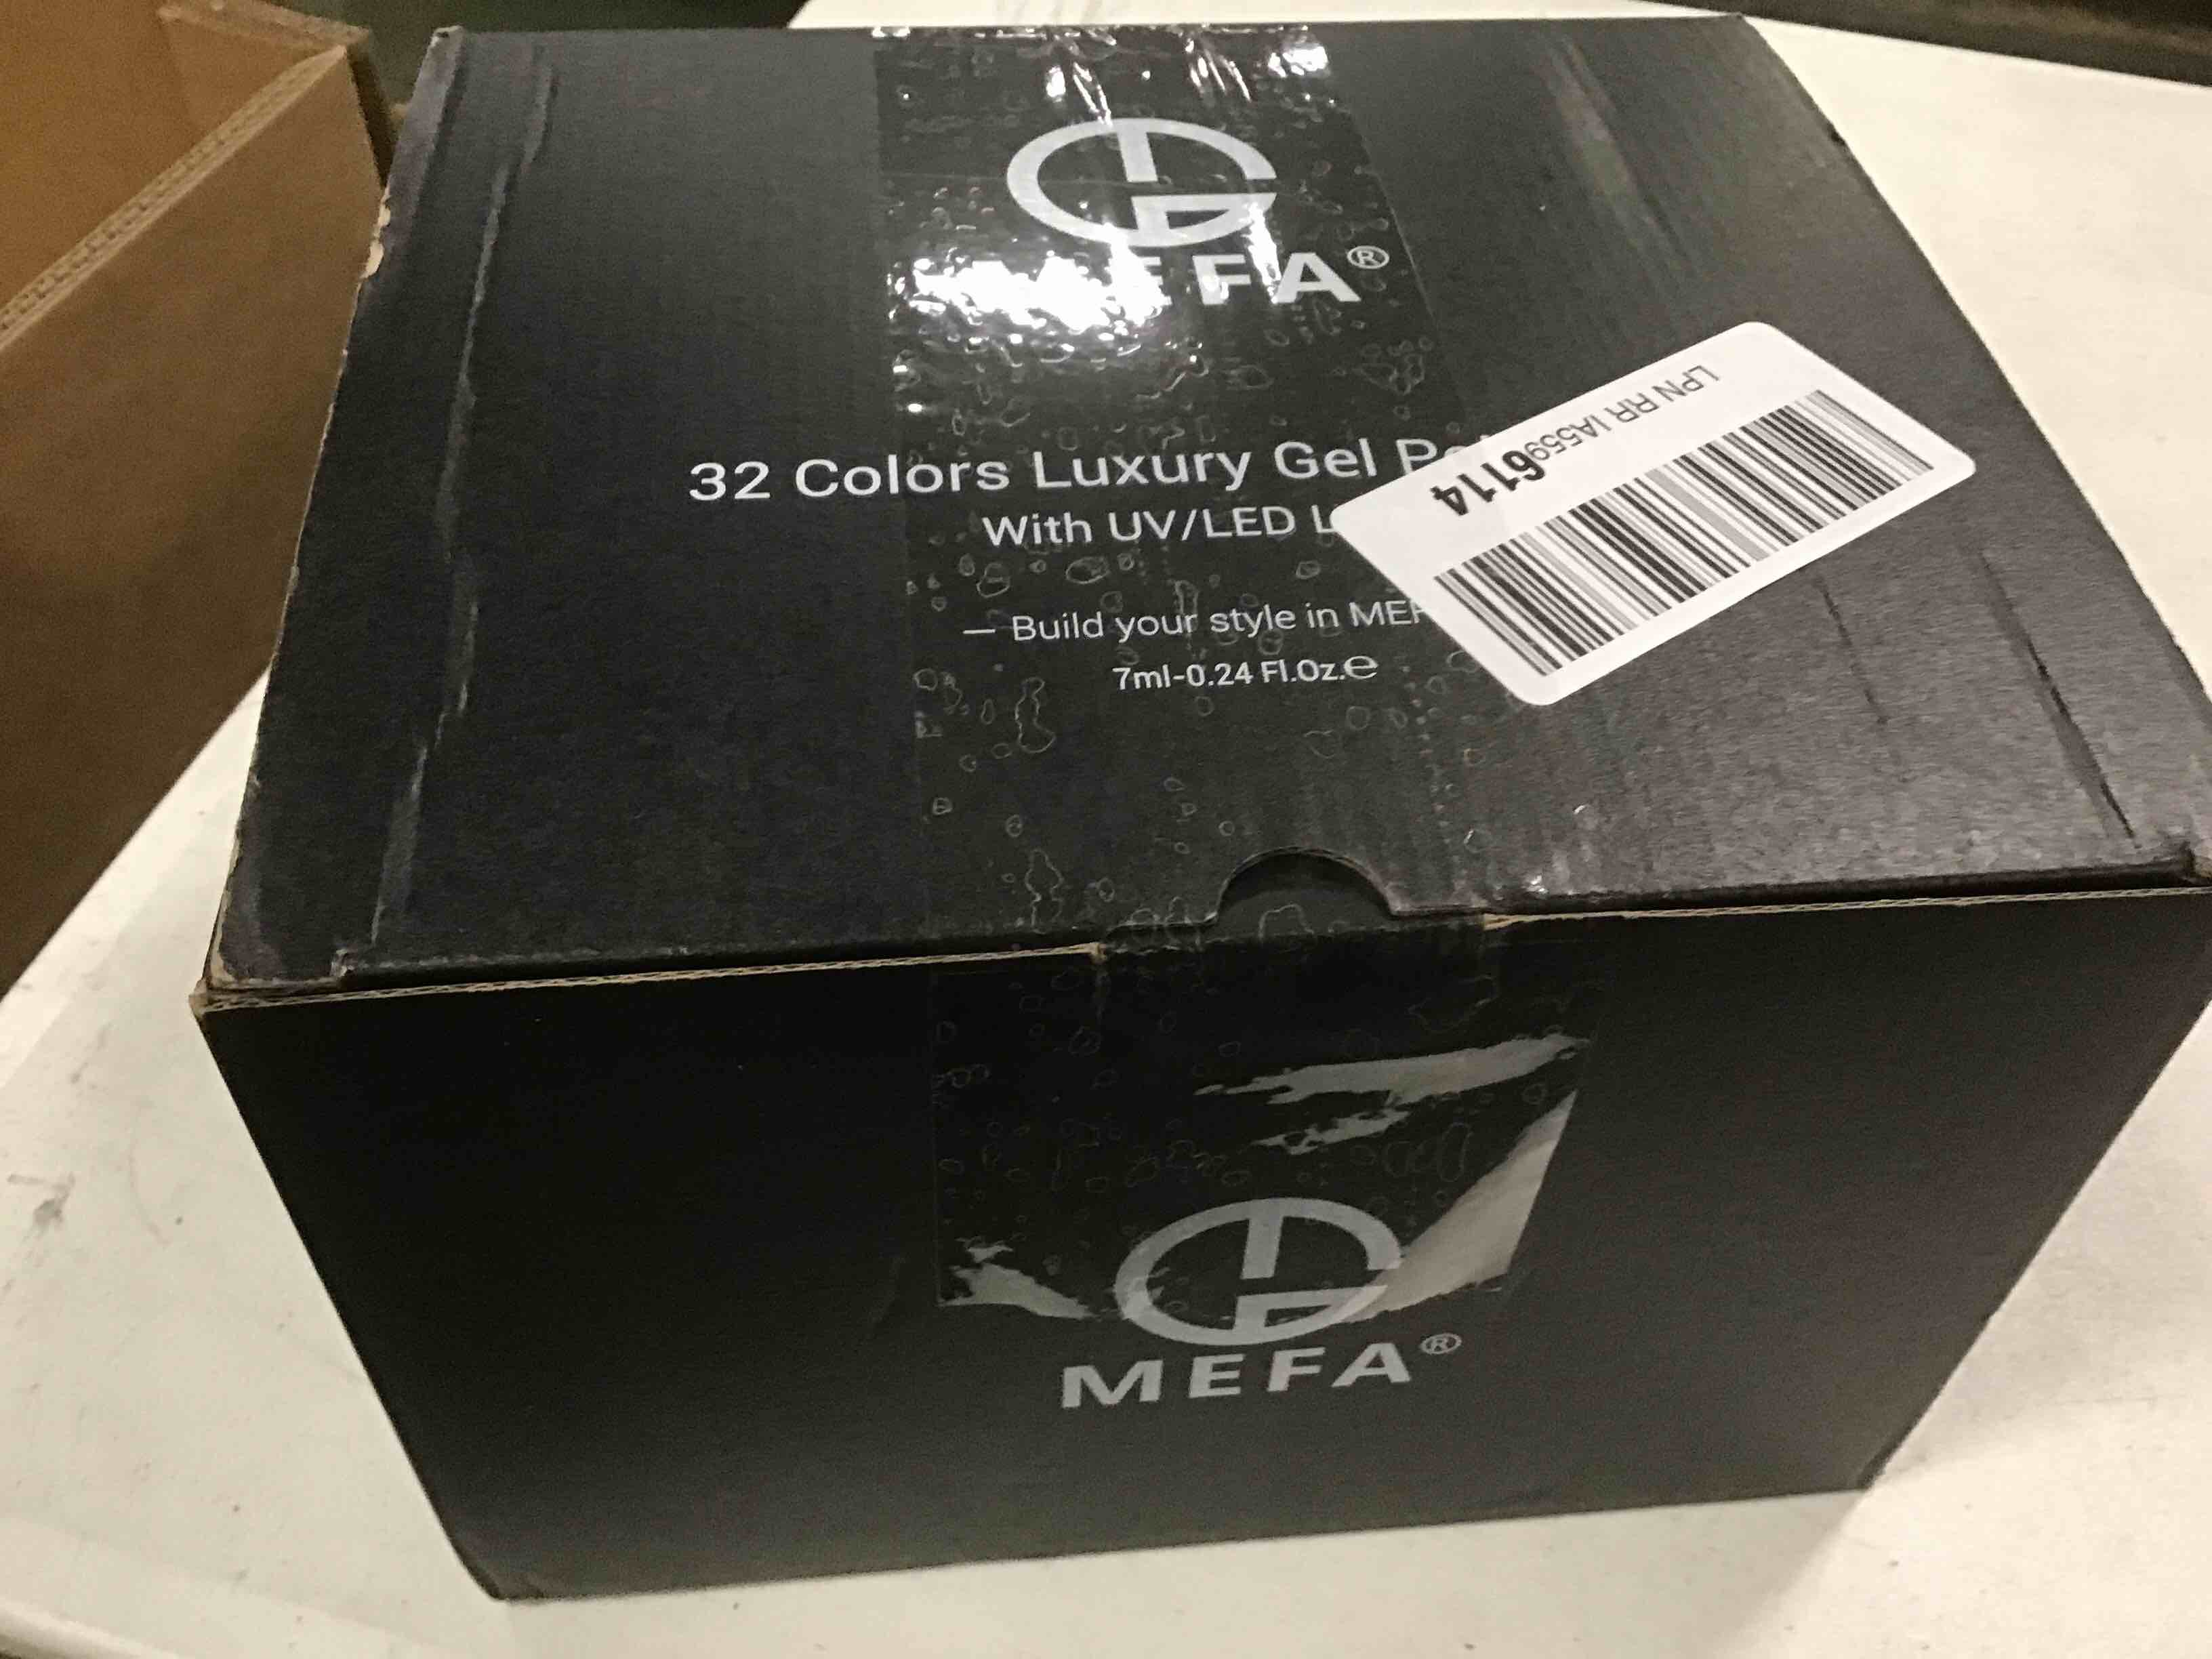 MEFA®
32 Colors Luxury Gel
With UV/LED
— Build your style in
7ml-0.24 Fl.Oz.e
LPN RR IA5596114
MEFA®